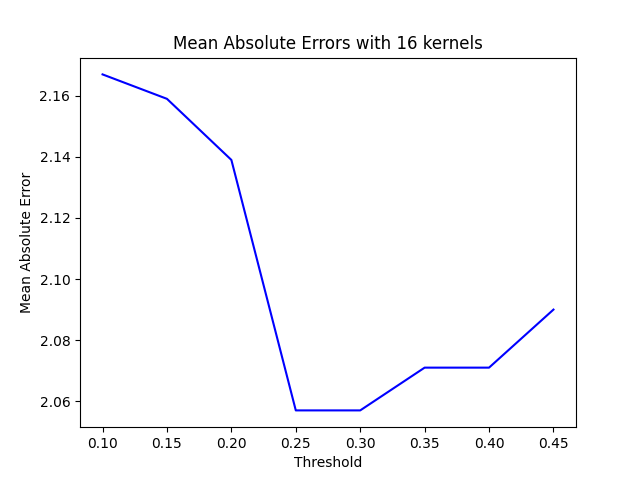 Mean Absolute Errors with 16 kernels
2.16
2.14
2.12
2.10
2.08
2.06
Mean Absolute Error
0.10 0.15 0.20 0.25 0.30 0.35 0.40 0.45
Threshold